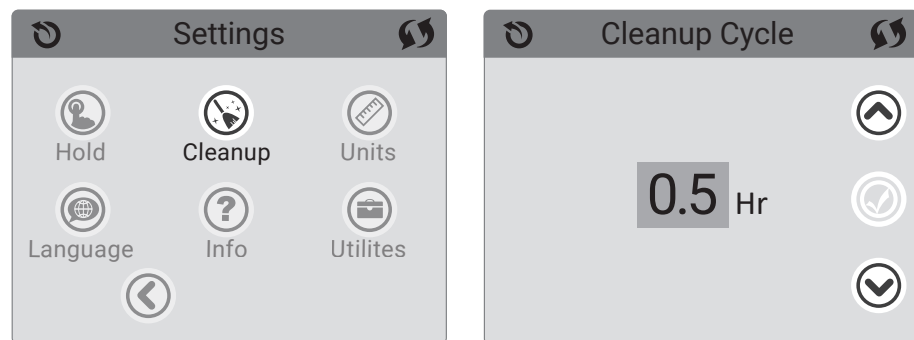 Settings
Hold Cleanup Units
Language Info Utilites
Cleanup Cycle
0.5 Hr